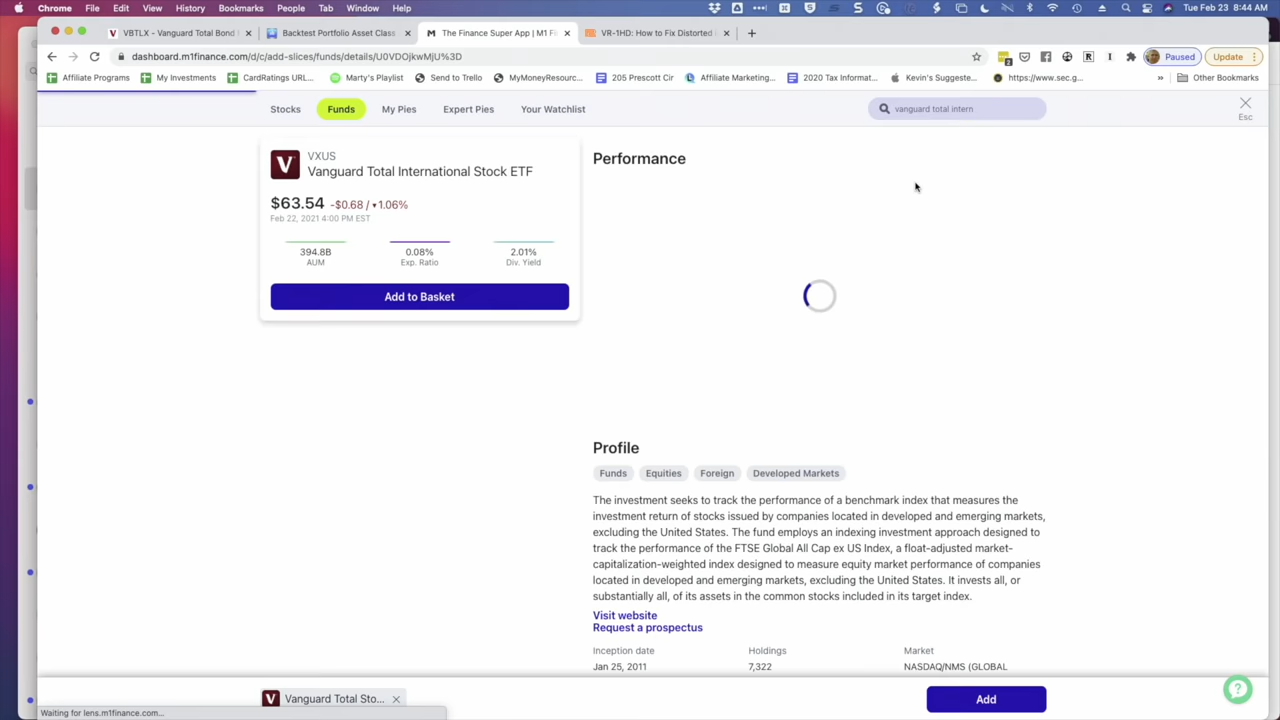 Chrome File Edit View History Bookmarks People Tab Window Help
Tue Feb 23 8:44 AM
VBTLX - Vanguard Total Bond
Backtest Portfolio Asset Class
The Finance Super App | M1 Fi
VR-1HD: How to Fix Distorted
dashboard.m1finance.com/d/c/add-slices/funds/details/U0VDOjkwMjU%3D
Paused
Update
Affiliate Programs
My Investments
CardRatings URL...
Marty's Playlist
Send to Trello
MyMoneyResourc...
205 Prescott Cir
Affiliate Marketing...
2020 Tax Informat...
Kevin's Suggeste...
https://www.sec.g...
»
Other Bookmarks
Stocks
Funds
My Pies
Expert Pies
Your Watchlist
vanguard total intern
Esc
V
VXUS
Vanguard Total International Stock ETF
$63.54 -$0.68 / ▾1.06%
Feb 22, 2021 4:00 PM EST
394.8B
AUM
0.08%
Exp. Ratio
2.01%
Div. Yield
Add to Basket
Performance
Profile
Funds
Equities
Foreign
Developed Markets
The investment seeks to track the performance of a benchmark index that measures the
investment return of stocks issued by companies located in developed and emerging markets,
excluding the United States. The fund employs an indexing investment approach designed to
track the performance of the FTSE Global All Cap ex US Index, a float-adjusted market-
capitalization-weighted index designed to measure equity market performance of companies
located in developed and emerging markets, excluding the United States. It invests all, or
substantially all, of its assets in the common stocks included in its target index.
Visit website
Request a prospectus
Inception date
Jan 25, 2011
Holdings
7,322
Market
NASDAQ/NMS (GLOBAL
V
Vanguard Total Sto...
Add
Waiting for lens.m1finance.com...